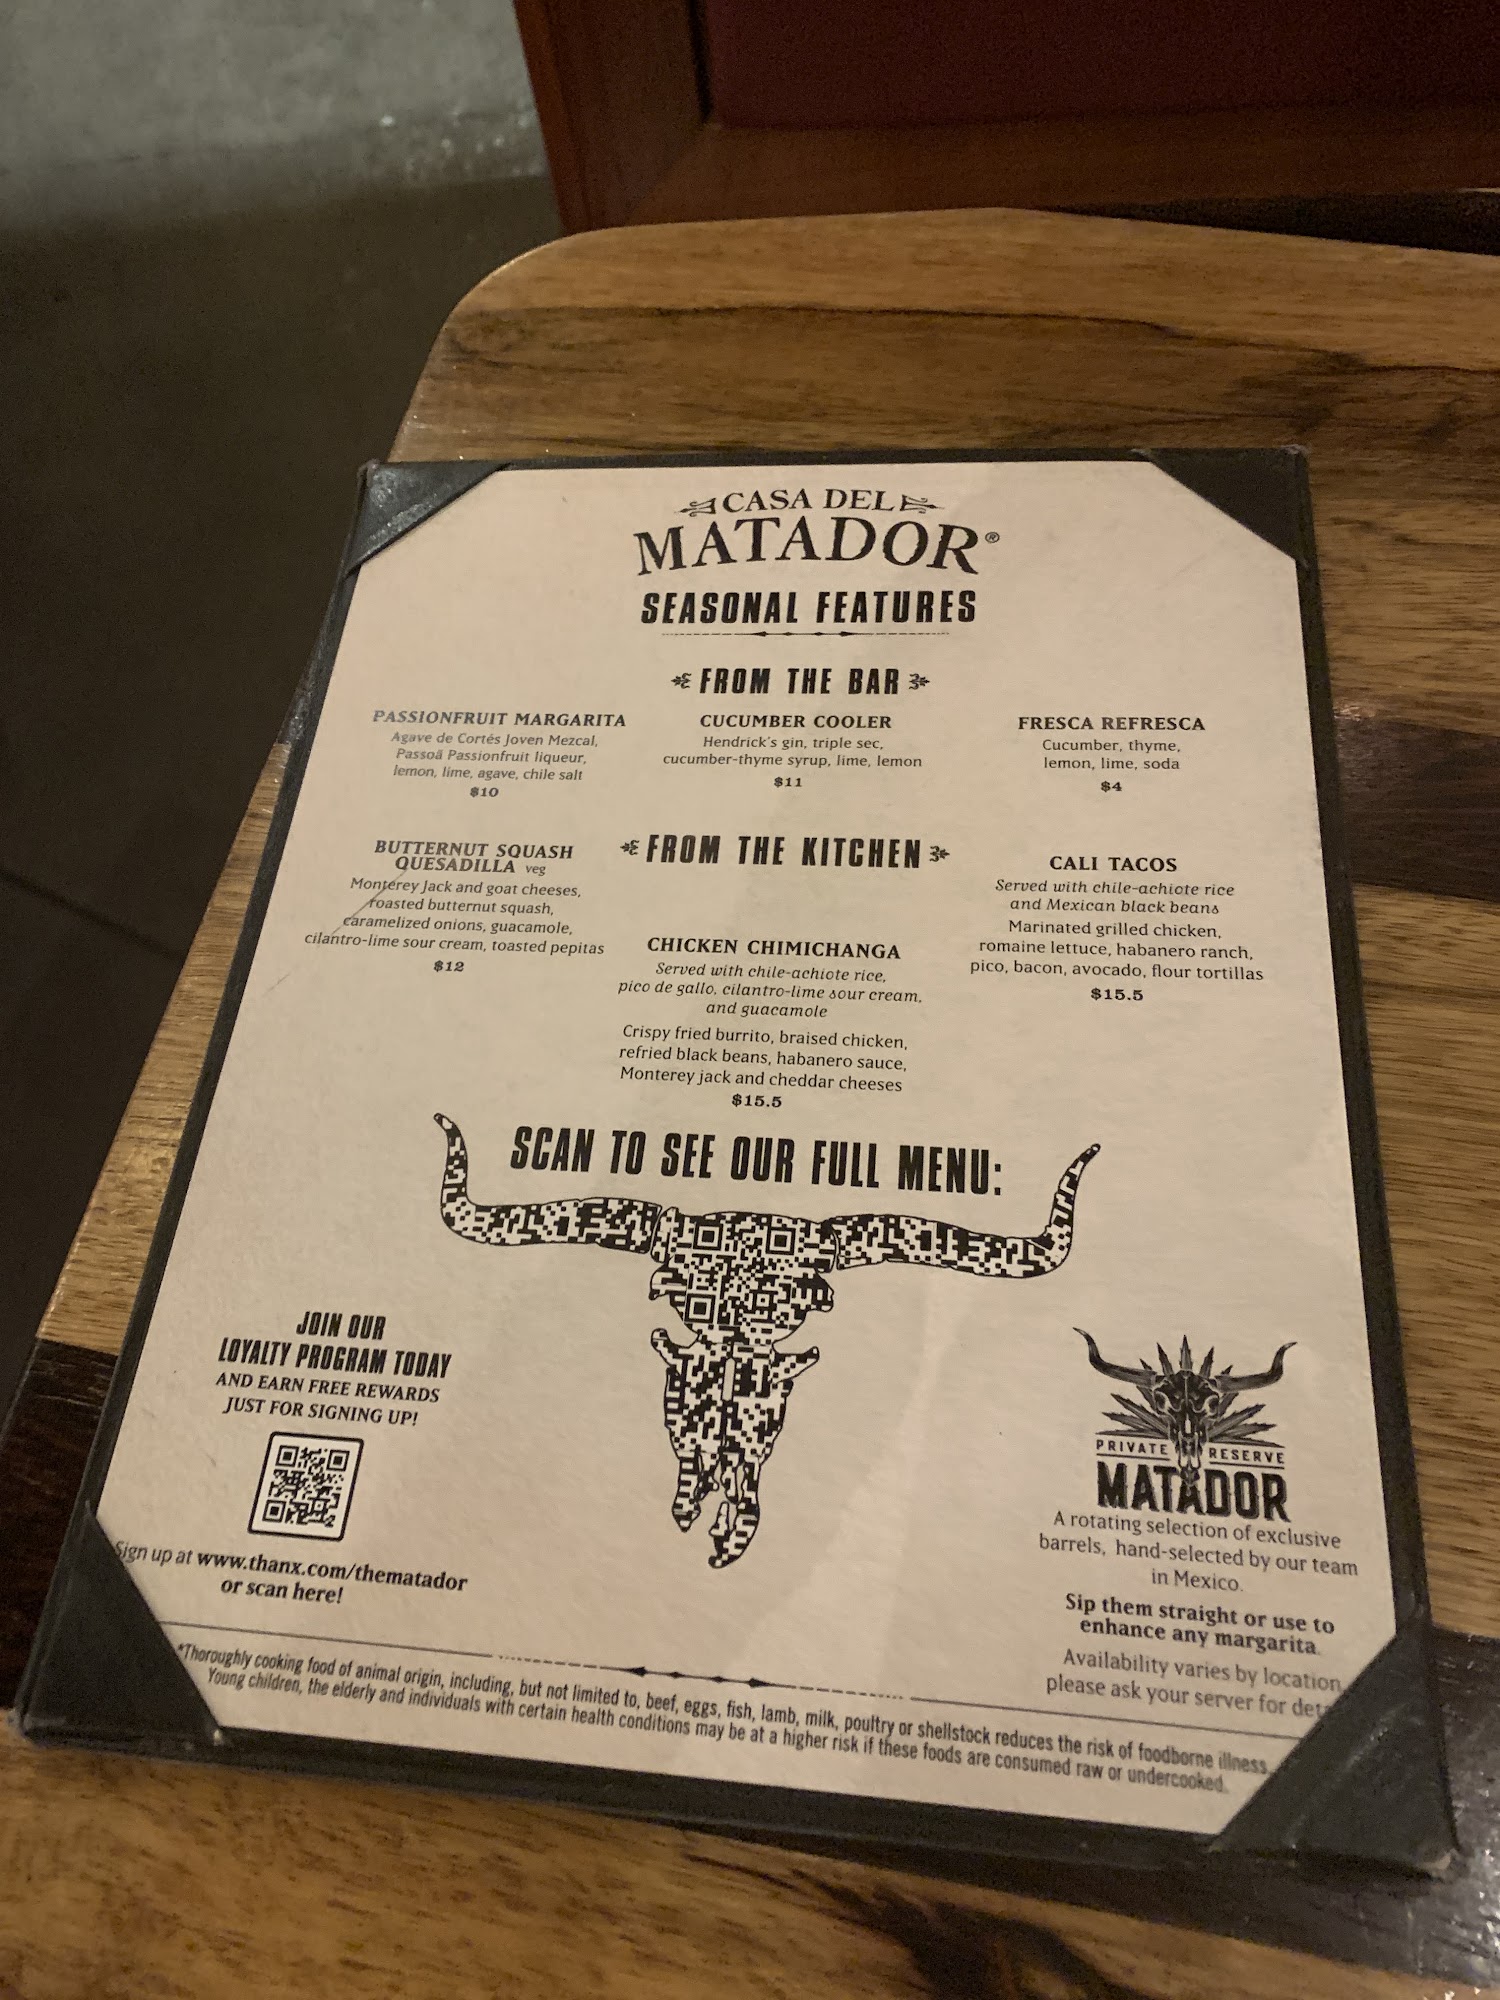 CASA DEL
MATADOR®
SEASONAL FEATURES
FROM THE BAR
PASSIONFRUIT MARGARITA
Agave de Cortés Joven Mezcal,
Passoã Passionfruit liqueur,
lemon, lime, agave, chile salt
$10
CUCUMBER COOLER
Hendrick's gin, triple sec,
cucumber-thyme syrup, lime, lemon
$11
FRESCA REFRESCA
Cucumber, thyme,
lemon, lime, soda
$4
FROM THE KITCHEN
BUTTERNUT SQUASH
QUESADILLA veg
Monterey Jack and goat cheeses,
roasted butternut squash,
caramelized onions, guacamole,
cilantro-lime sour cream, toasted pepitas
$12
CHICKEN CHIMICHANGA
Served with chile-achiote rice,
pico de gallo, cilantro-lime sour cream,
and guacamole
Crispy fried burrito, braised chicken,
refried black beans, habanero sauce,
Monterey jack and cheddar cheeses
$15.5
CALI TACOS
Served with chile-achiote rice
and Mexican black beans
Marinated grilled chicken,
romaine lettuce, habanero ranch,
pico, bacon, avocado, flour tortillas
$15.5
SCAN TO SEE OUR FULL MENU:
JOIN OUR
LOYALTY PROGRAM TODAY
AND EARN FREE REWARDS
JUST FOR SIGNING UP!
Sign up at www.thanx.com/thematador
or scan here!
PRIVATE RESERVE
MATADOR
A rotating selection of exclusive
barrels, hand-selected by our team
in Mexico.
Sip them straight or use to
enhance any margarita.
Availability varies by location,
please ask your server for
*Thoroughly cooking food of animal origin, including, but not limited to, beef, eggs, fish, lamb, milk, poultry or shellstock reduces the risk of foodborne illness.
Young children, the elderly and individuals with certain health conditions may be at a higher risk if these foods are consumed raw or undercooked.